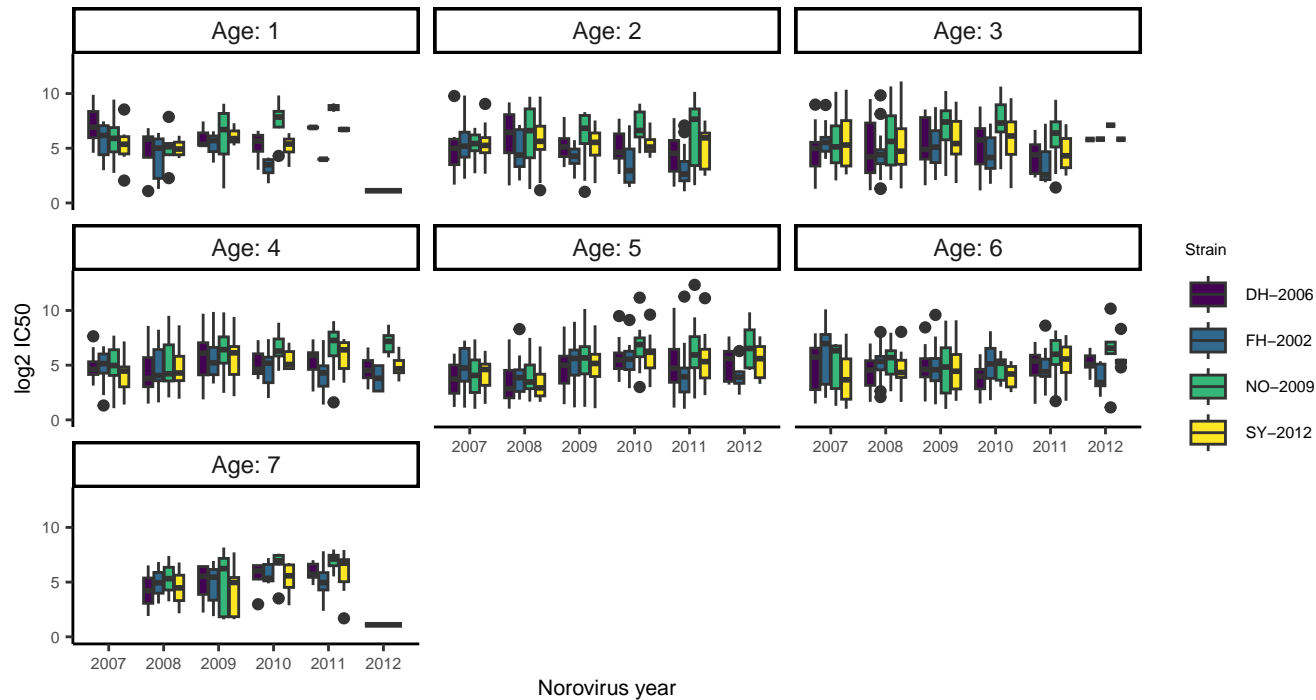 Age: 1
Age: 2
Age: 3
10
5
0
Age: 4
Age: 5
Age: 6
10
5
0
2007 2008 2009 2010 2011 2012
2007 2008 2009 2010 2011 2012
Age: 7
10
5
0
2007 2008 2009 2010 2011 2012
log2 IC50
Norovirus year
Strain
DH−2006
FH−2002
NO−2009
SY−2012